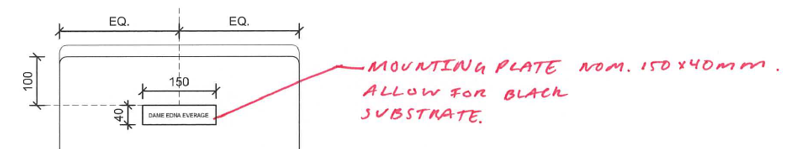 EQ. EQ.
100
150
40
DAME EDNA EVERAGE
MOUNTING PLATE NOM. 150 x 40mm.
ALLOW FOR BLACK
SUBSTRATE.